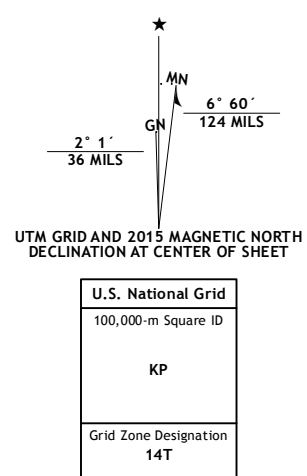 ★
MN
GN
6° 60´
124 MILS
2° 1´
36 MILS
UTM GRID AND 2015 MAGNETIC NORTH
DECLINATION AT CENTER OF SHEET
U.S. National Grid
100,000-m Square ID
KP
Grid Zone Designation
14T